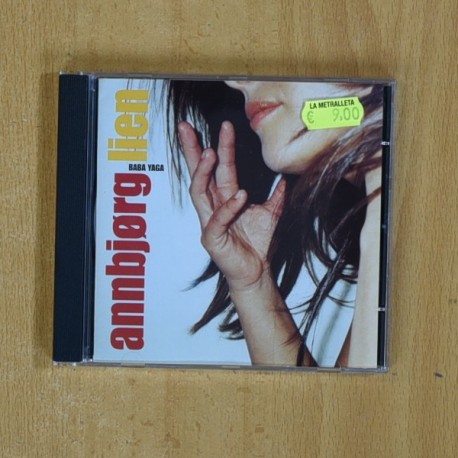 annbjørg lien
BABA YAGA
LA METRALLETA
€ 9.00